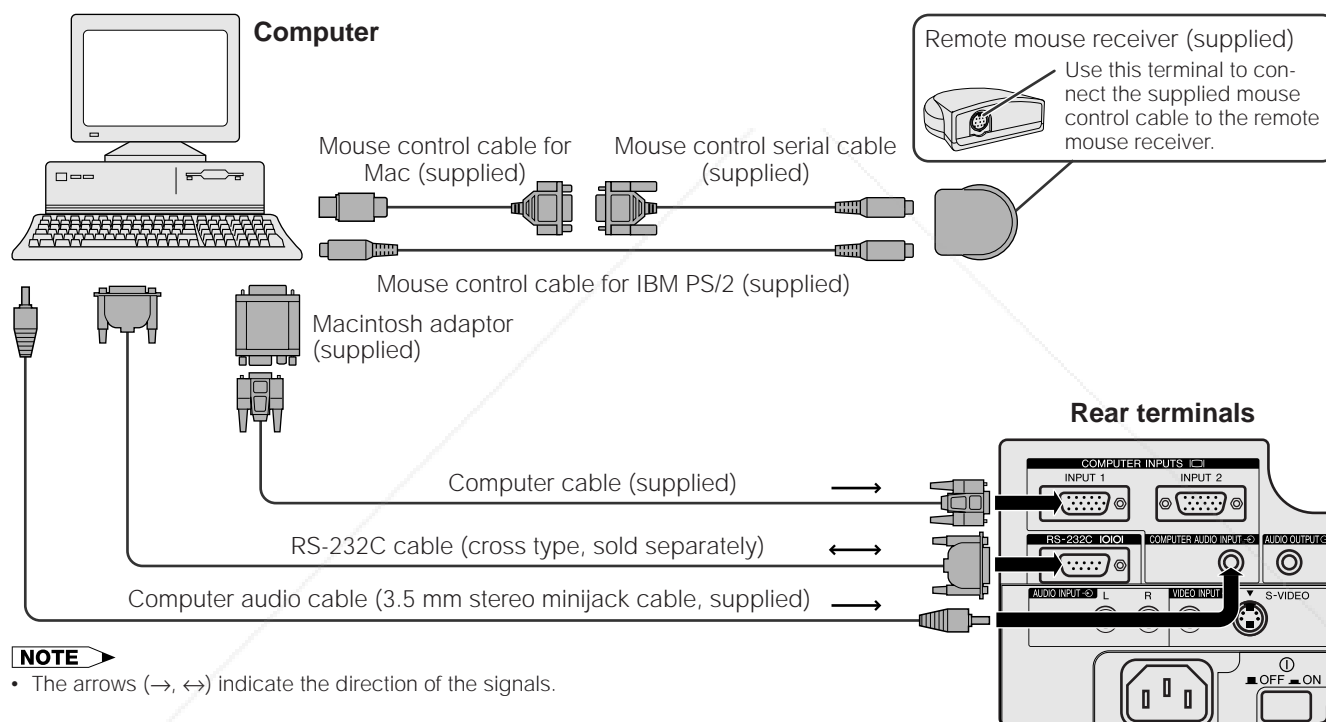 Computer
Remote mouse receiver (supplied)
Use this terminal to con-
nect the supplied mouse
control cable to the remote
mouse receiver.
Mouse control cable for
Mac (supplied)
Mouse control serial cable
(supplied)
Mouse control cable for IBM PS/2 (supplied)
Macintosh adaptor
(supplied)
Rear terminals
COMPUTER INPUTS
INPUT 1
INPUT 2
Computer cable (supplied) →
RS-232C cable (cross type, sold separately) ↔
RS-232C IOIOI
COMPUTER AUDIO INPUT
AUDIO OUTPUT
Computer audio cable (3.5 mm stereo minijack cable, supplied) →
AUDIO INPUT
L
R
VIDEO INPUT
S-VIDEO
OFF
ON
NOTE
• The arrows (→, ↔) indicate the direction of the signals.